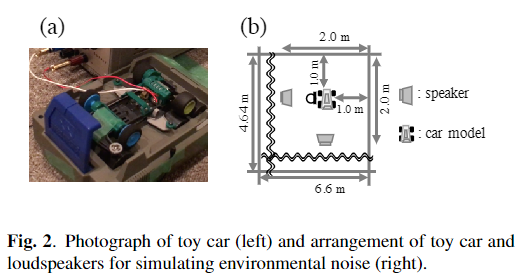 (a)
(b)
2.0 m
1.0 m
1.0 m
2.0 m
4.64 m
6.6 m
: speaker
: car model
Fig. 2. Photograph of toy car (left) and arrangement of toy car and
loudspeakers for simulating environmental noise (right).